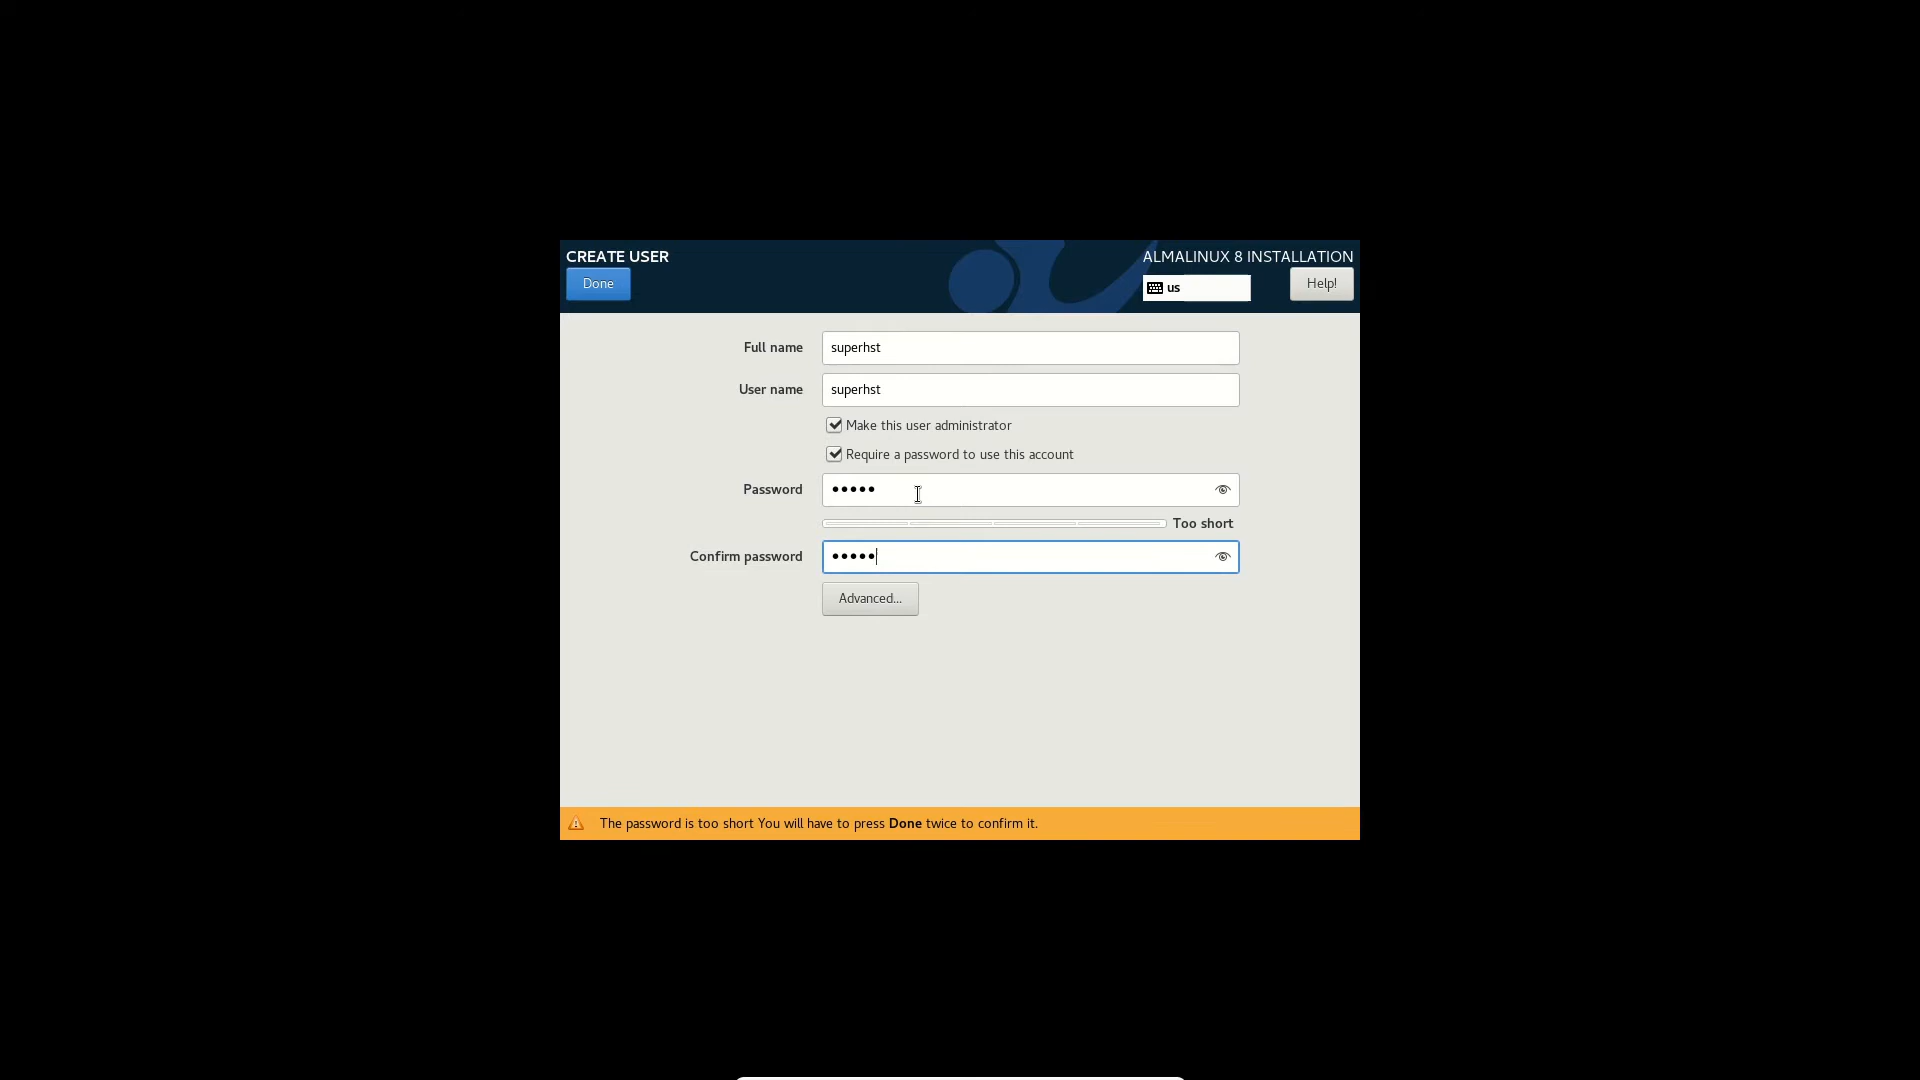 CREATE USER
ALMALINUX 8 INSTALLATION
Done
us
Help!
Full name
superhst
User name
superhst
Make this user administrator
Require a password to use this account
Password
●●●●●
Too short
Confirm password
●●●●●
Advanced...
The password is too short You will have to press Done twice to confirm it.